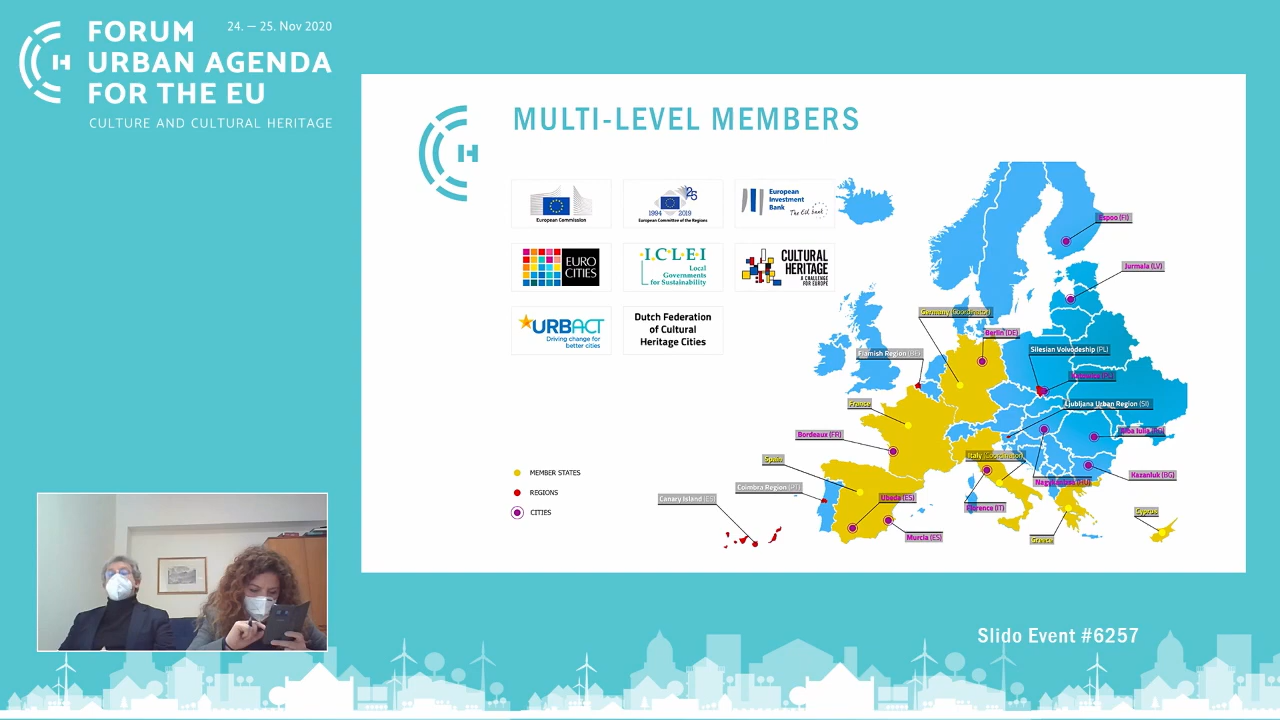 FORUM
24. – 25. Nov 2020
URBAN AGENDA
FOR THE EU
CULTURE AND CULTURAL HERITAGE
MULTI-LEVEL MEMBERS
European Commission
25
1994 2019
European Committee of the Regions
European
Investment
Bank
The EU bank
EURO
CITIES
I.C.L.E.I
Local
Governments
for Sustainability
CULTURAL
HERITAGE
A CHALLENGE
FOR EUROPE
URBACT
Driving change for
better cities
Dutch Federation
of Cultural
Heritage Cities
Espoo (FI)
Jurmala (LV)
Germany (Coordinator)
Berlin (DE)
Silesian Voivodeship (PL)
Flemish Region (BE)
Ljubljana Urban Region (SI)
France
Bordeaux (FR)
Alba Iulia (RO)
Spain
Italy (Coordinator)
Kazanluk (BG)
Coimbra Region (PT)
Canary Island (ES)
Ubeda (ES)
Florence (IT)
Cyprus
Murcia (ES)
Greece
MEMBER STATES
REGIONS
CITIES
Slido Event #6257